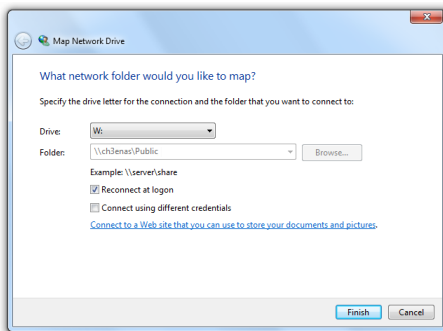 Map Network Drive
What network folder would you like to map?
Specify the drive letter for the connection and the folder that you want to connect to:
Drive: W:
Folder: \\ch3enas\Public Browse...
Example: \\server\share
Reconnect at logon
Connect using different credentials
Connect to a Web site that you can use to store your documents and pictures.
Finish Cancel